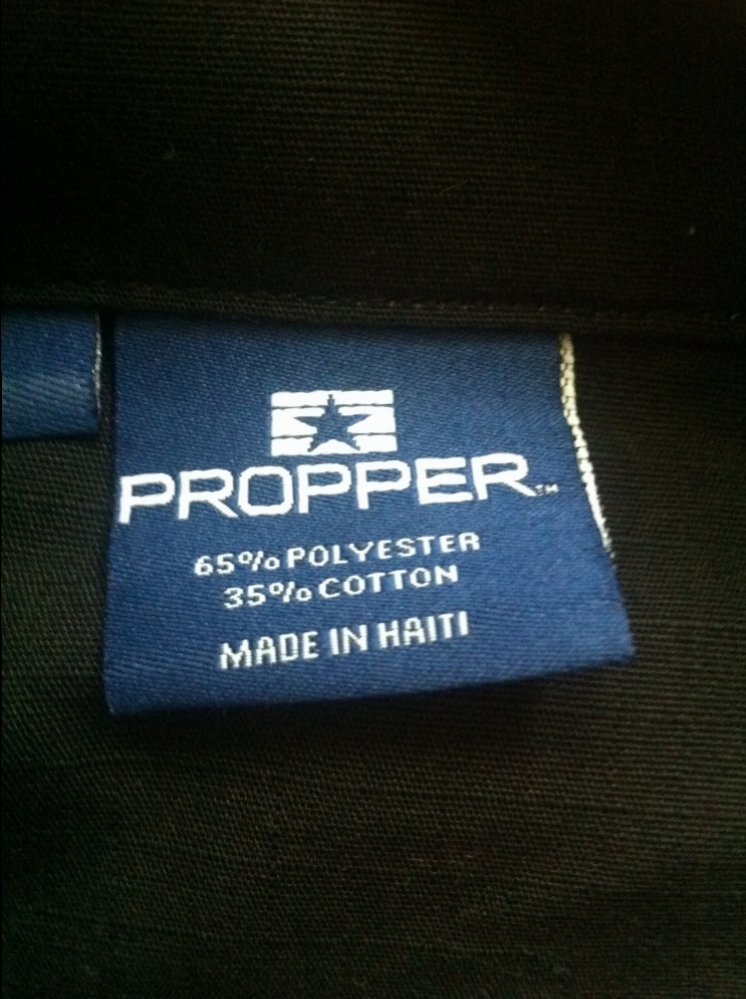 PROPPER™
65% POLYESTER
35% COTTON
MADE IN HAITI